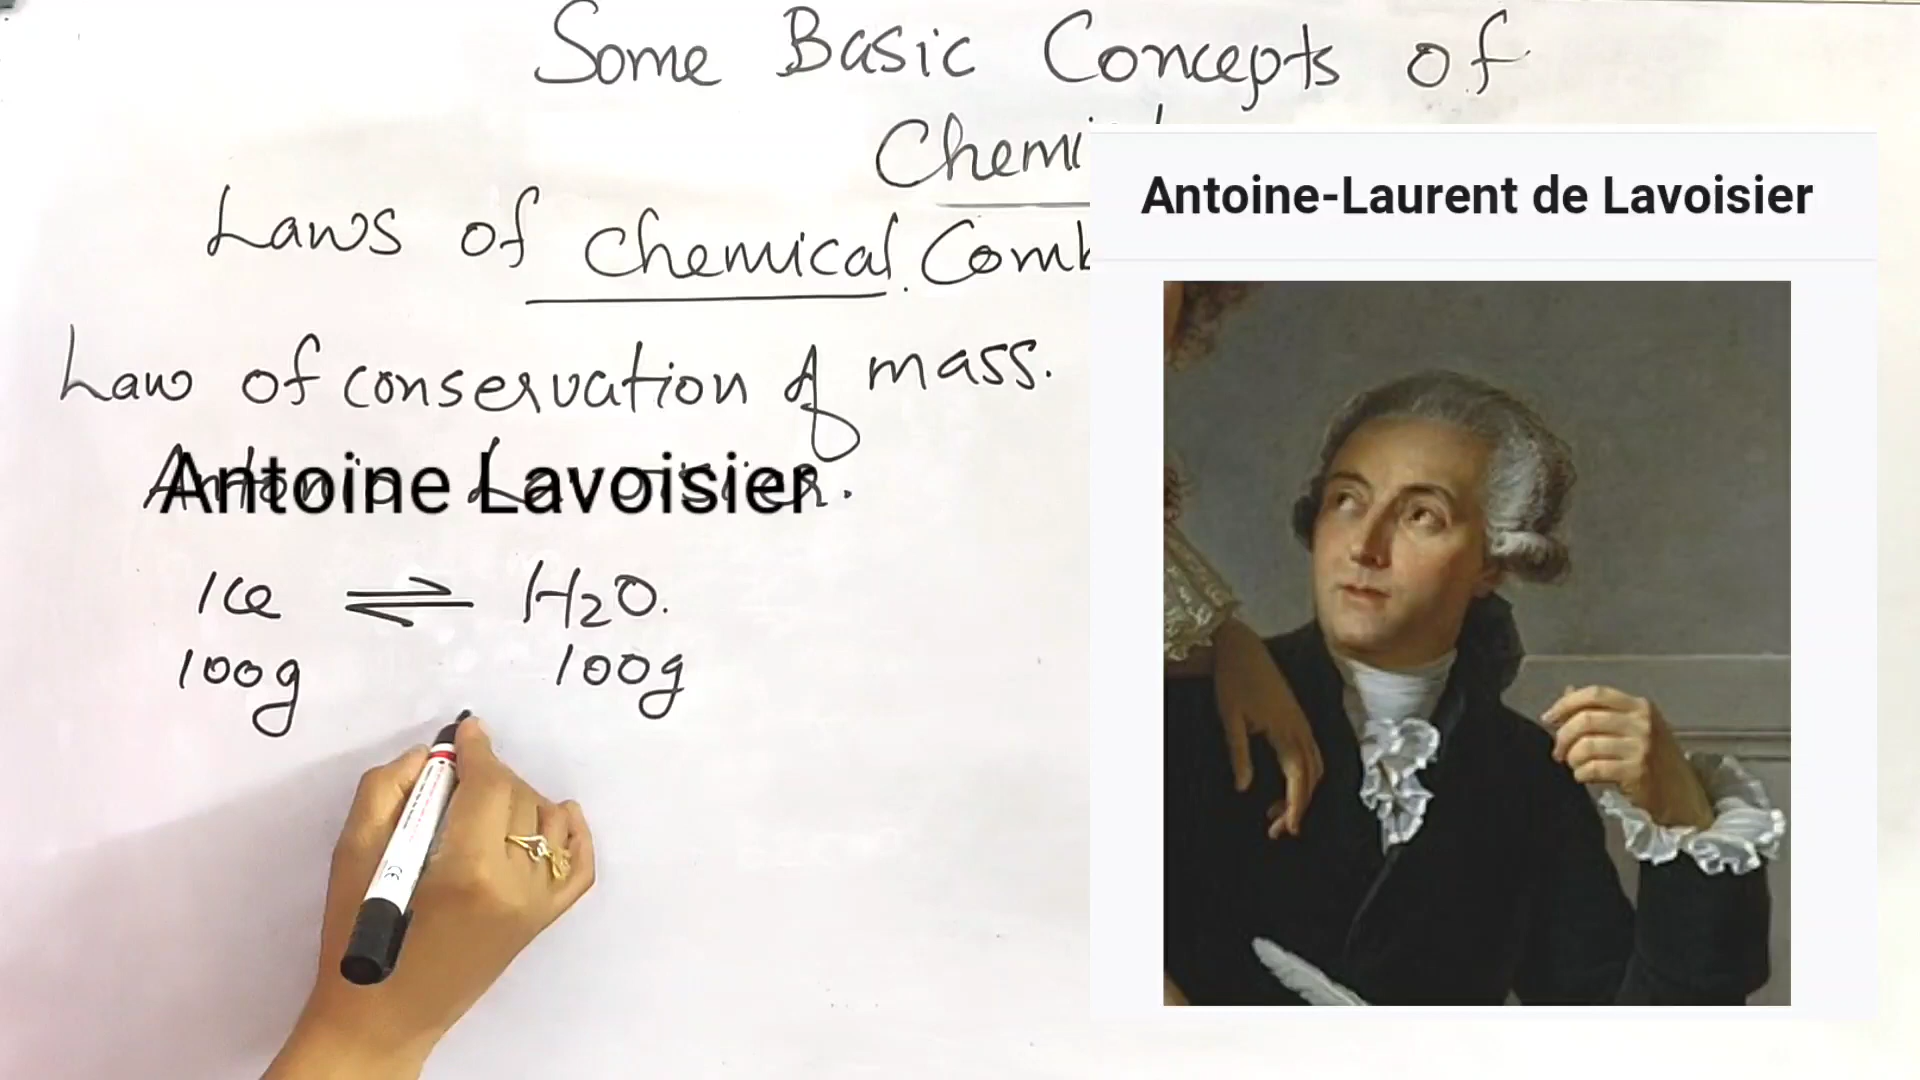 Some Basic Concepts of
Chemi
Laws of Chemical Comb
Law of conservation of mass.
Antoine Lavoisier.
Ice ⇌ H2O.
100g 100g
Antoine-Laurent de Lavoisier